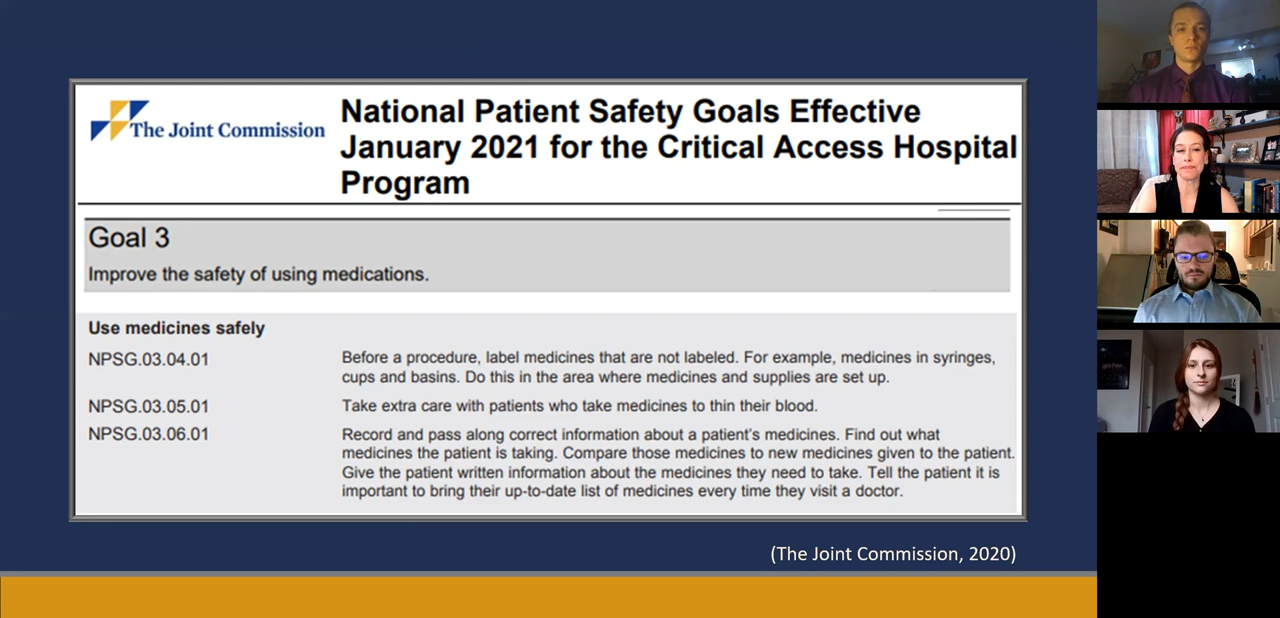 The Joint Commission
National Patient Safety Goals Effective
January 2021 for the Critical Access Hospital
Program
Goal 3
Improve the safety of using medications.
Use medicines safely
NPSG.03.04.01
Before a procedure, label medicines that are not labeled. For example, medicines in syringes,
cups and basins. Do this in the area where medicines and supplies are set up.
NPSG.03.05.01
Take extra care with patients who take medicines to thin their blood.
NPSG.03.06.01
Record and pass along correct information about a patient's medicines. Find out what
medicines the patient is taking. Compare those medicines to new medicines given to the patient.
Give the patient written information about the medicines they need to take. Tell the patient it is
important to bring their up-to-date list of medicines every time they visit a doctor.
(The Joint Commission, 2020)